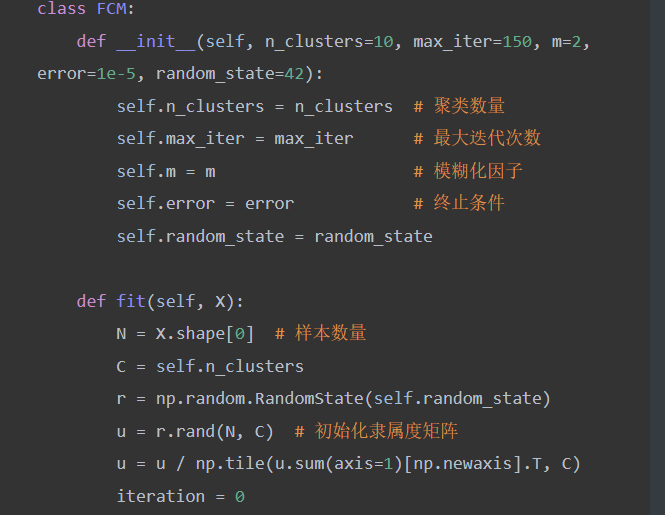 class FCM:
    def __init__(self, n_clusters=10, max_iter=150, m=2,
error=1e-5, random_state=42):
        self.n_clusters = n_clusters  # 聚类数量
        self.max_iter = max_iter      # 最大迭代次数
        self.m = m                    # 模糊化因子
        self.error = error            # 终止条件
        self.random_state = random_state

    def fit(self, X):
        N = X.shape[0]  # 样本数量
        C = self.n_clusters
        r = np.random.RandomState(self.random_state)
        u = r.rand(N, C)  # 初始化隶属度矩阵
        u = u / np.tile(u.sum(axis=1)[np.newaxis].T, C)
        iteration = 0